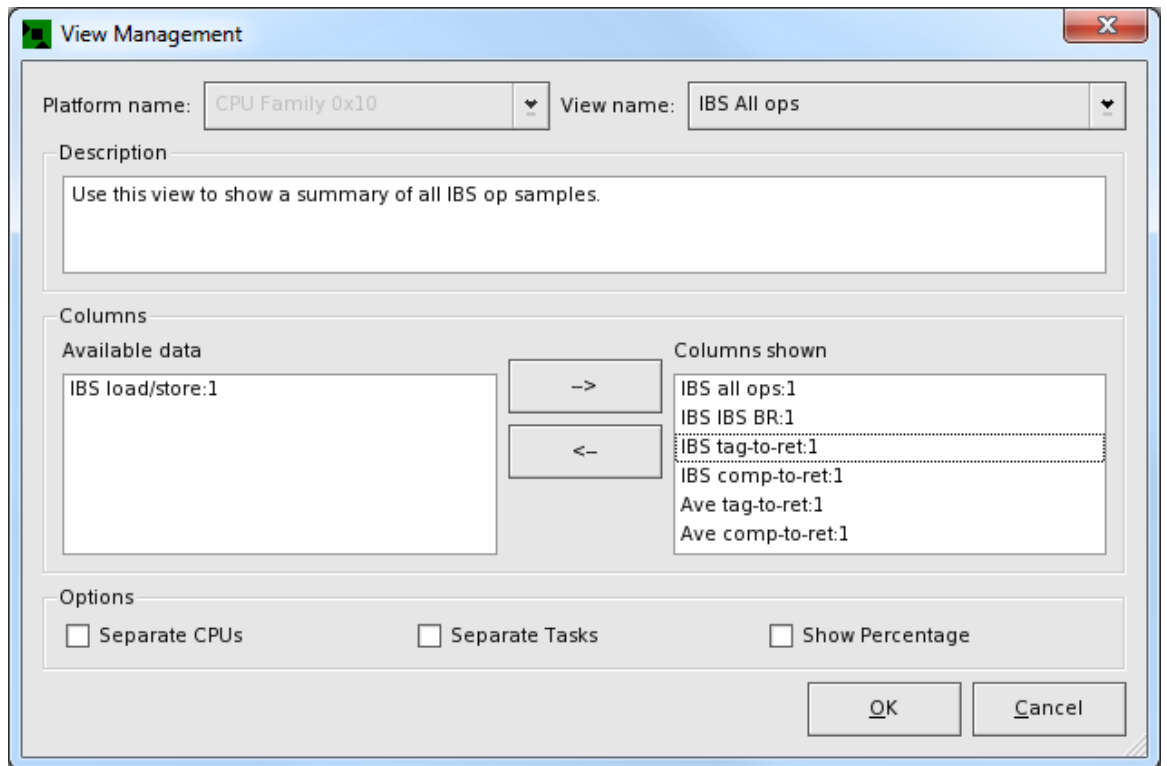 View Management
Platform name: CPU Family 0x10 View name: IBS All ops
Description
Use this view to show a summary of all IBS op samples.
Columns
Available data
IBS load/store:1
-->
<--
Columns shown
IBS all ops:1
IBS IBS BR:1
IBS tag-to-ret:1
IBS comp-to-ret:1
Ave tag-to-ret:1
Ave comp-to-ret:1
Options
Separate CPUs Separate Tasks Show Percentage
OK Cancel